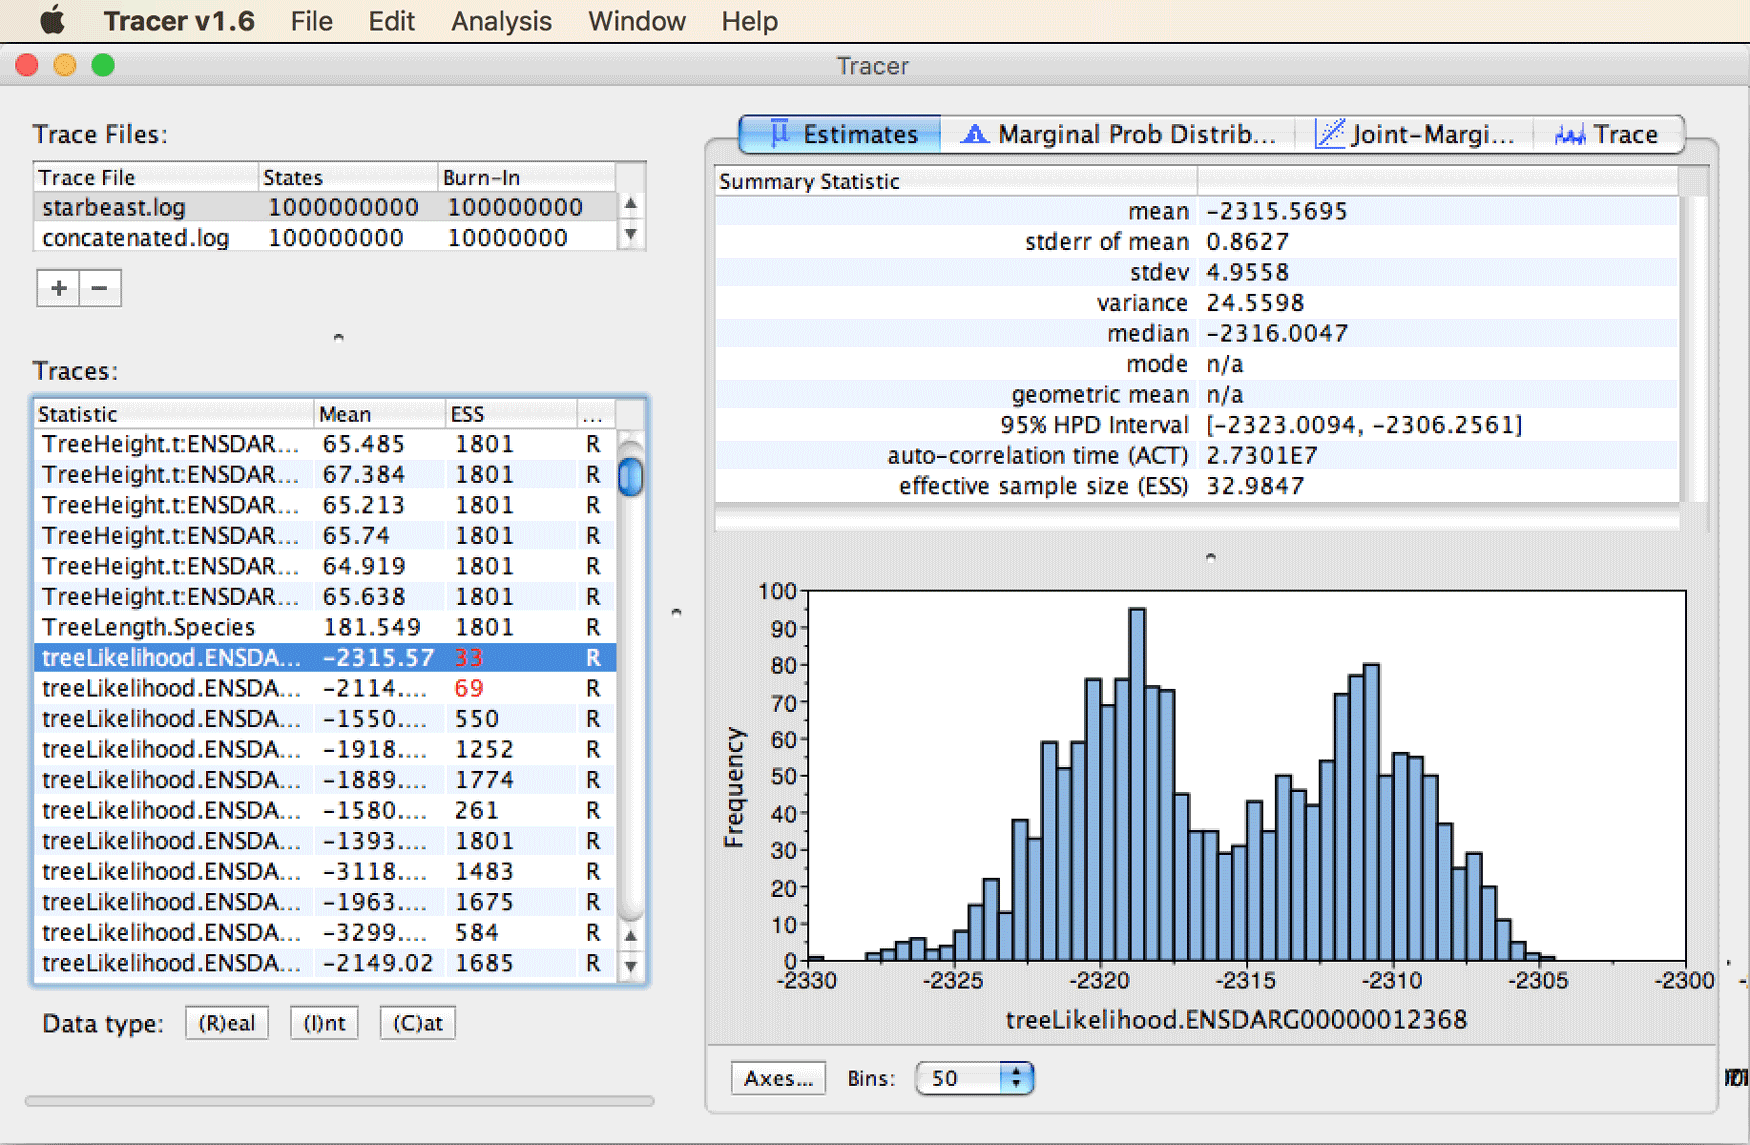 Tracer v1.6 File Edit Analysis Window Help
Tracer
Trace Files:
Trace File States Burn-In
starbeast.log 1000000000 100000000
concatenated.log 100000000 10000000
+ −
Traces:
Statistic Mean ESS ...
TreeHeight.t:ENSDAR... 65.485 1801 R
TreeHeight.t:ENSDAR... 67.384 1801 R
TreeHeight.t:ENSDAR... 65.213 1801 R
TreeHeight.t:ENSDAR... 65.74 1801 R
TreeHeight.t:ENSDAR... 64.919 1801 R
TreeHeight.t:ENSDAR... 65.638 1801 R
TreeLength.Species 181.549 1801 R
treeLikelihood.ENSDA... -2315.57 33 R
treeLikelihood.ENSDA... -2114.... 69 R
treeLikelihood.ENSDA... -1550.... 550 R
treeLikelihood.ENSDA... -1918.... 1252 R
treeLikelihood.ENSDA... -1889.... 1774 R
treeLikelihood.ENSDA... -1580.... 261 R
treeLikelihood.ENSDA... -1393.... 1801 R
treeLikelihood.ENSDA... -3118.... 1483 R
treeLikelihood.ENSDA... -1963.... 1675 R
treeLikelihood.ENSDA... -3299.... 584 R
treeLikelihood.ENSDA... -2149.02 1685 R
Data type: (R)eal (I)nt (C)at
μ Estimates Marginal Prob Distrib... Joint-Margi... Trace
Summary Statistic
mean -2315.5695
stderr of mean 0.8627
stdev 4.9558
variance 24.5598
median -2316.0047
mode n/a
geometric mean n/a
95% HPD Interval [-2323.0094, -2306.2561]
auto-correlation time (ACT) 2.7301E7
effective sample size (ESS) 32.9847
Frequency
100
90
80
70
60
50
40
30
20
10
0
-2330 -2325 -2320 -2315 -2310 -2305 -2300
treeLikelihood.ENSDARG00000012368
Axes... Bins: 50